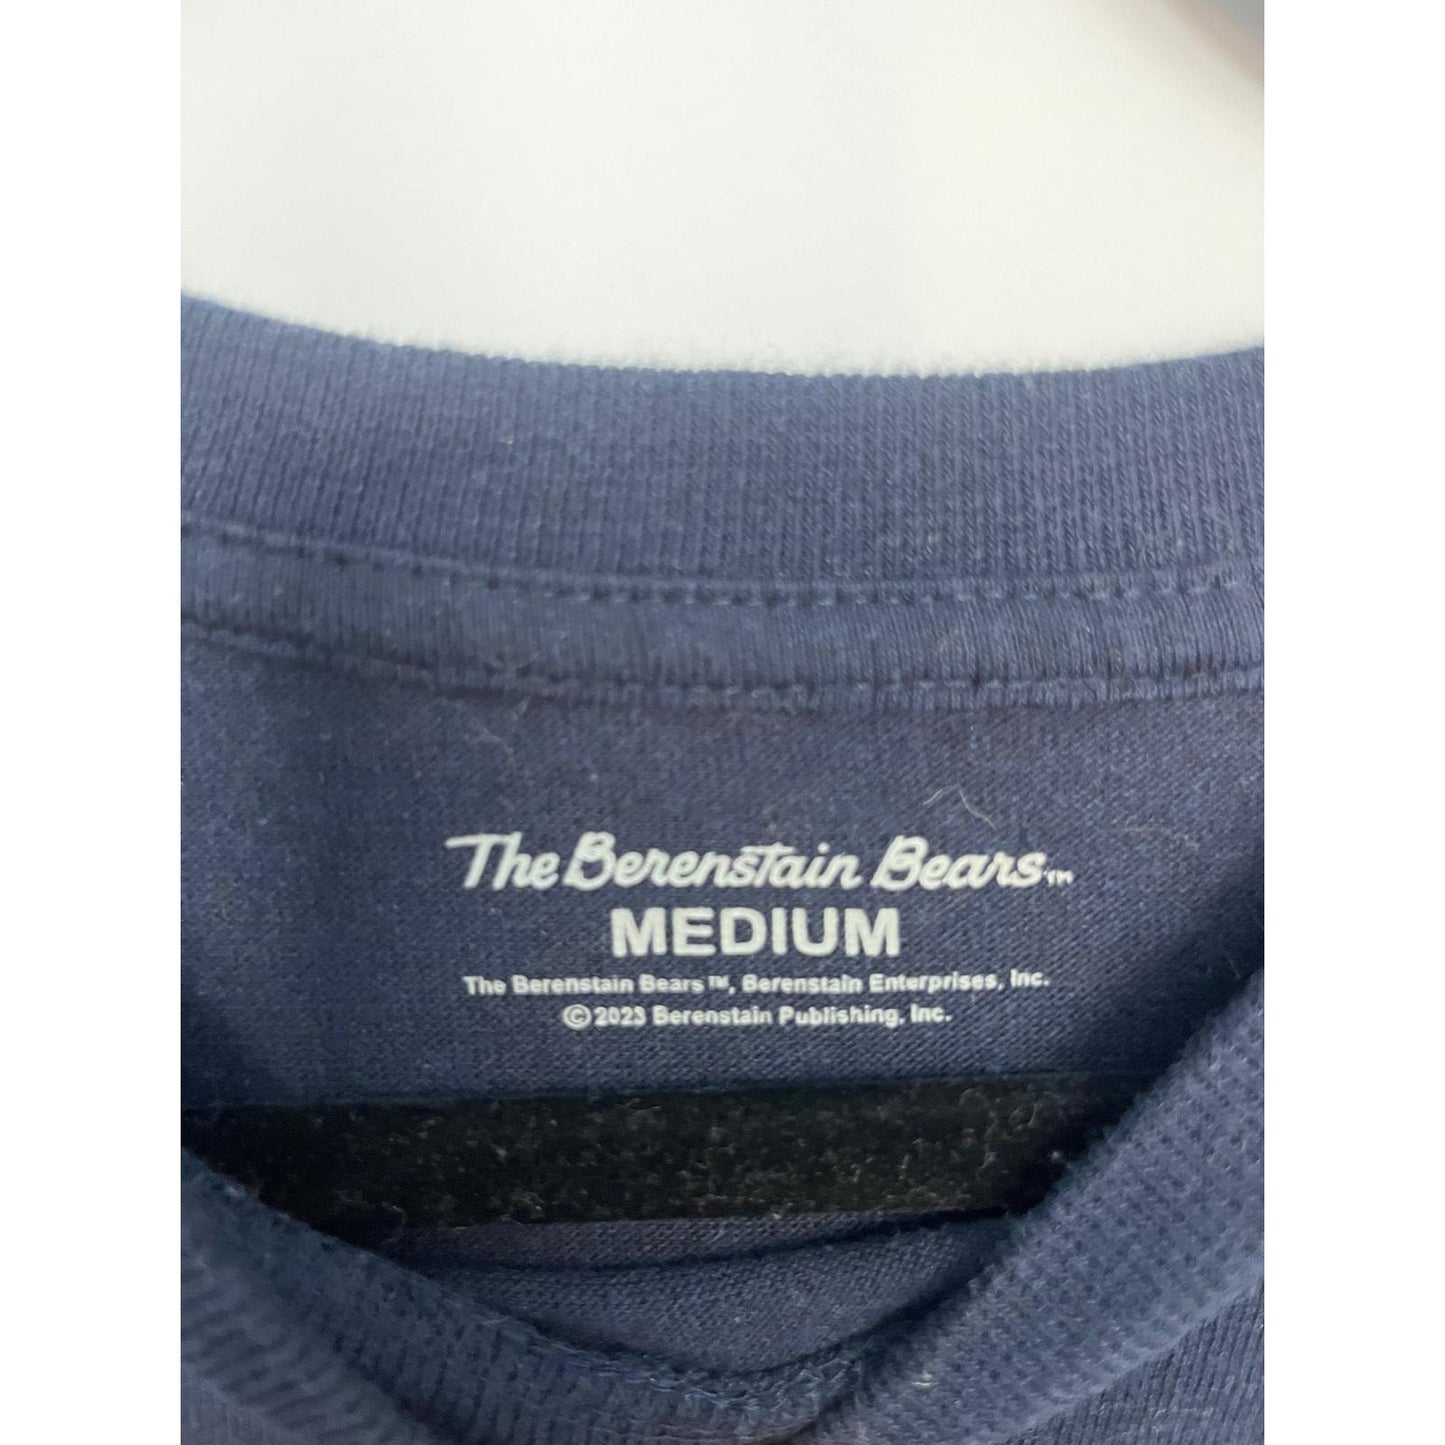 The Berenstain Bears™
MEDIUM
The Berenstain Bears™, Berenstain Enterprises, Inc.
©2023 Berenstain Publishing, Inc.